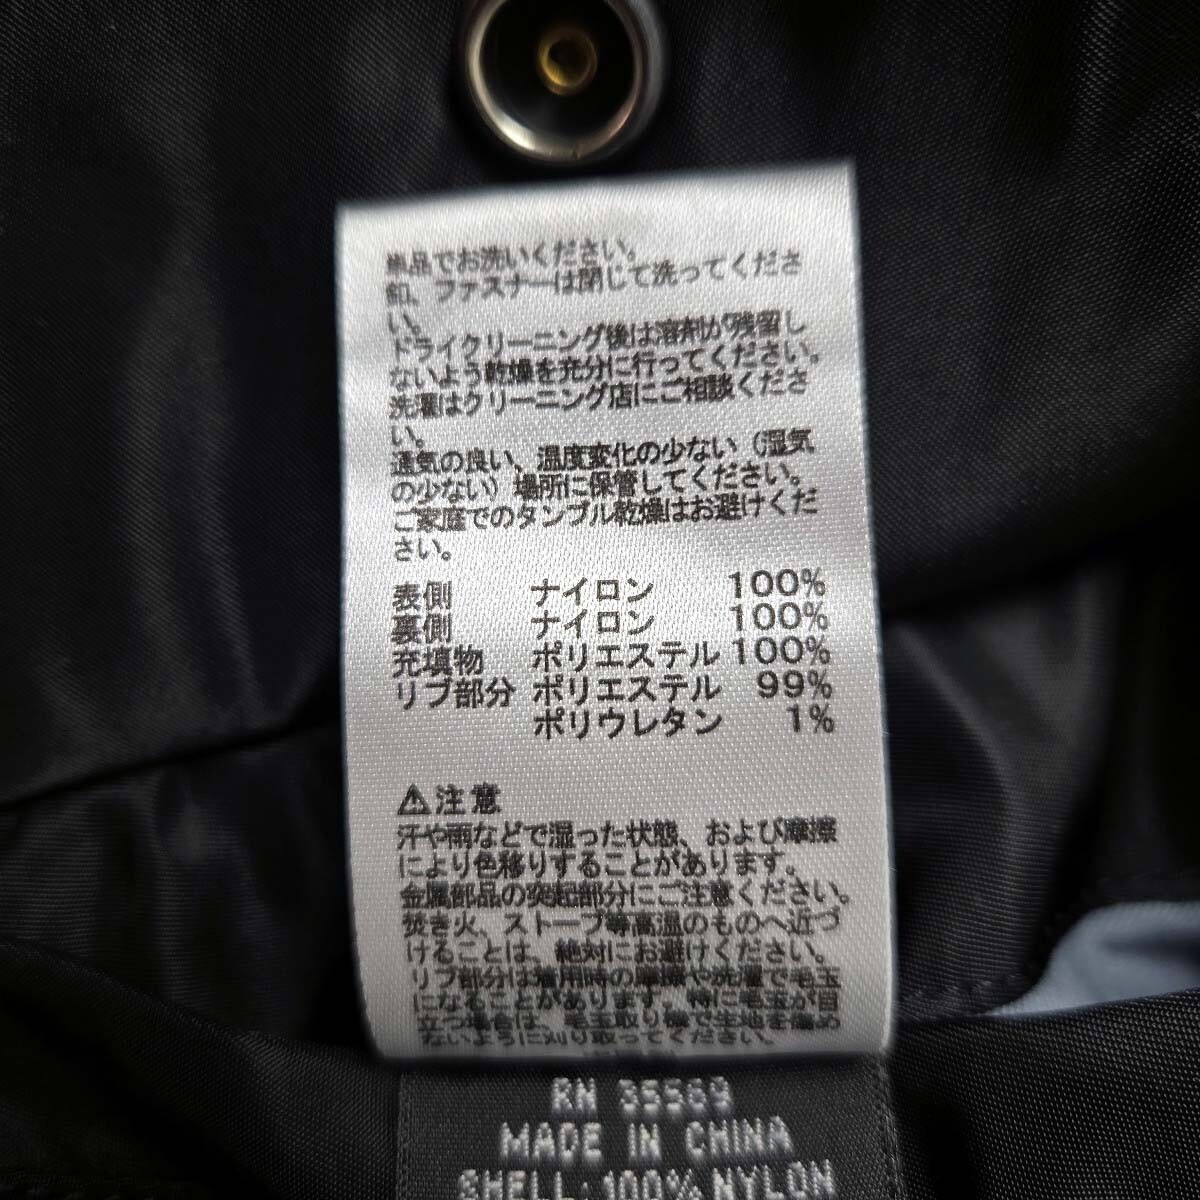 単品でお洗いください。
釦、ファスナーは閉じて洗ってくださ
い。
ドライクリーニング後は溶剤が残留し
ないよう乾燥を充分に行ってください。
洗濯はクリーニング店にご相談くださ
い。
通気の良い、温度変化の少ない（湿気
の少ない）場所に保管してください。
ご家庭でのタンブル乾燥はお避けくだ
さい。
表側 ナイロン 100%
裏側 ナイロン 100%
充填物 ポリエステル 100%
リブ部分 ポリエステル 99%
ポリウレタン 1%
⚠注意
汗や雨などで湿った状態、および摩擦
により色移りすることがあります。
金属部品の突起部分にご注意ください。
焚き火、ストーブ等高温のものへ近づ
けることは、絶対にお避けください。
リブ部分は着用時の摩擦や洗濯で毛玉
になることがあります。特に毛玉が目
立つ場合は、毛玉取り機で生地を傷め
ないように刈り取ってください。
RN 35569
MADE IN CHINA
SHELL: 100% NYLON